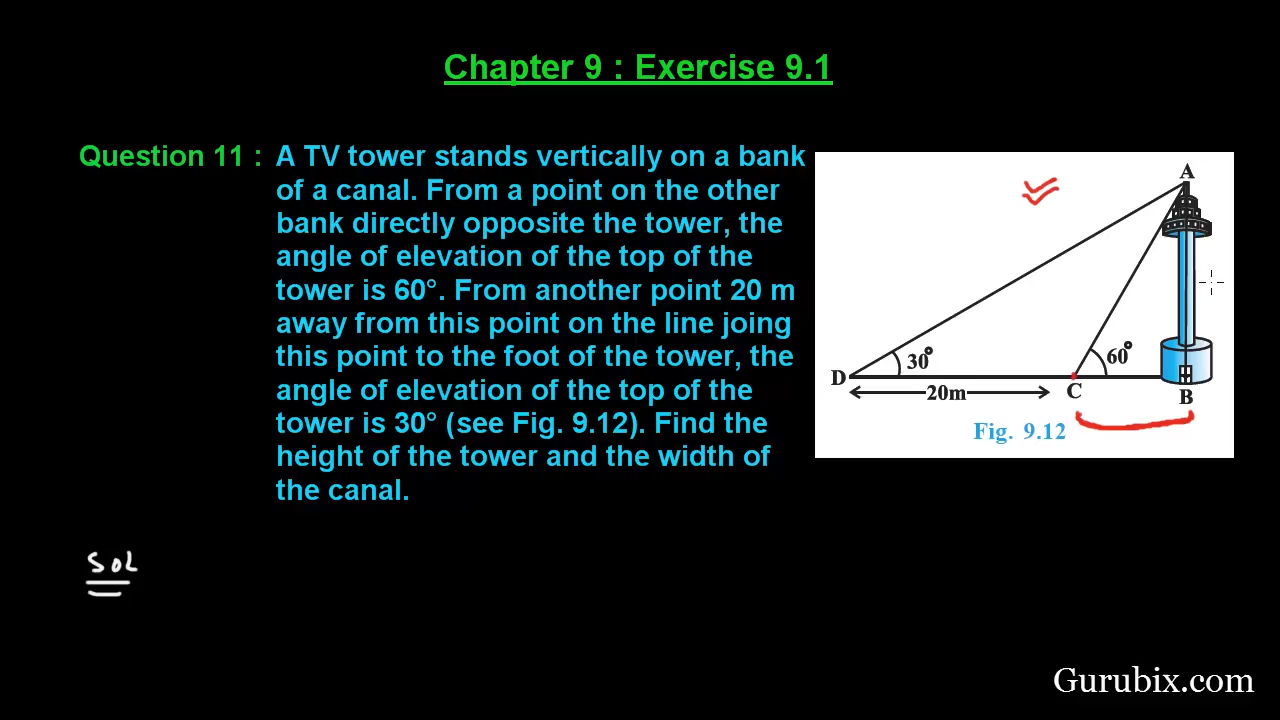 Chapter 9 : Exercise 9.1
Question 11 : A TV tower stands vertically on a bank
of a canal. From a point on the other
bank directly opposite the tower, the
angle of elevation of the top of the
tower is 60°. From another point 20 m
away from this point on the line joing
this point to the foot of the tower, the
angle of elevation of the top of the
tower is 30° (see Fig. 9.12). Find the
height of the tower and the width of
the canal.
A
30°
60°
D
C
B
20m
Fig. 9.12
SOL
Gurubix.com